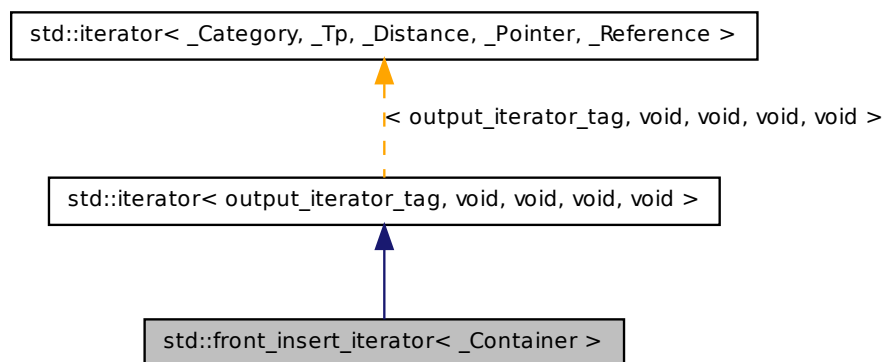 std::iterator< _Category, _Tp, _Distance, _Pointer, _Reference >
< output_iterator_tag, void, void, void, void >
std::iterator< output_iterator_tag, void, void, void, void >
std::front_insert_iterator< _Container >